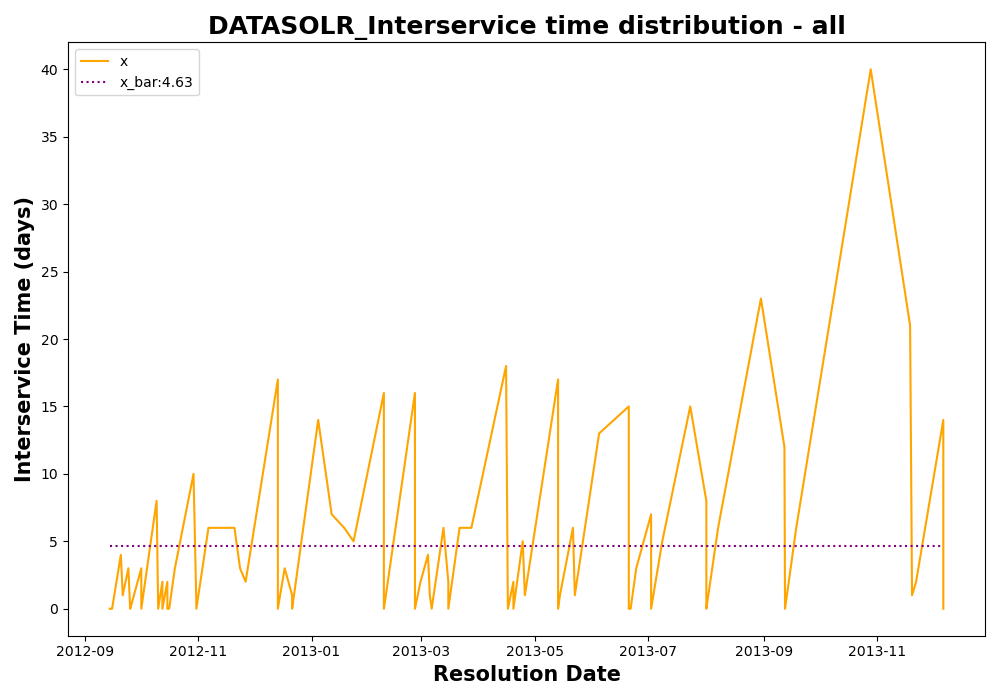 DATASOLR_Interservice time distribution - all
x
x_bar:4.63
Interservice Time (days)
40
35
30
25
20
15
10
5
0
2012-09 2012-11 2013-01 2013-03 2013-05 2013-07 2013-09 2013-11
Resolution Date